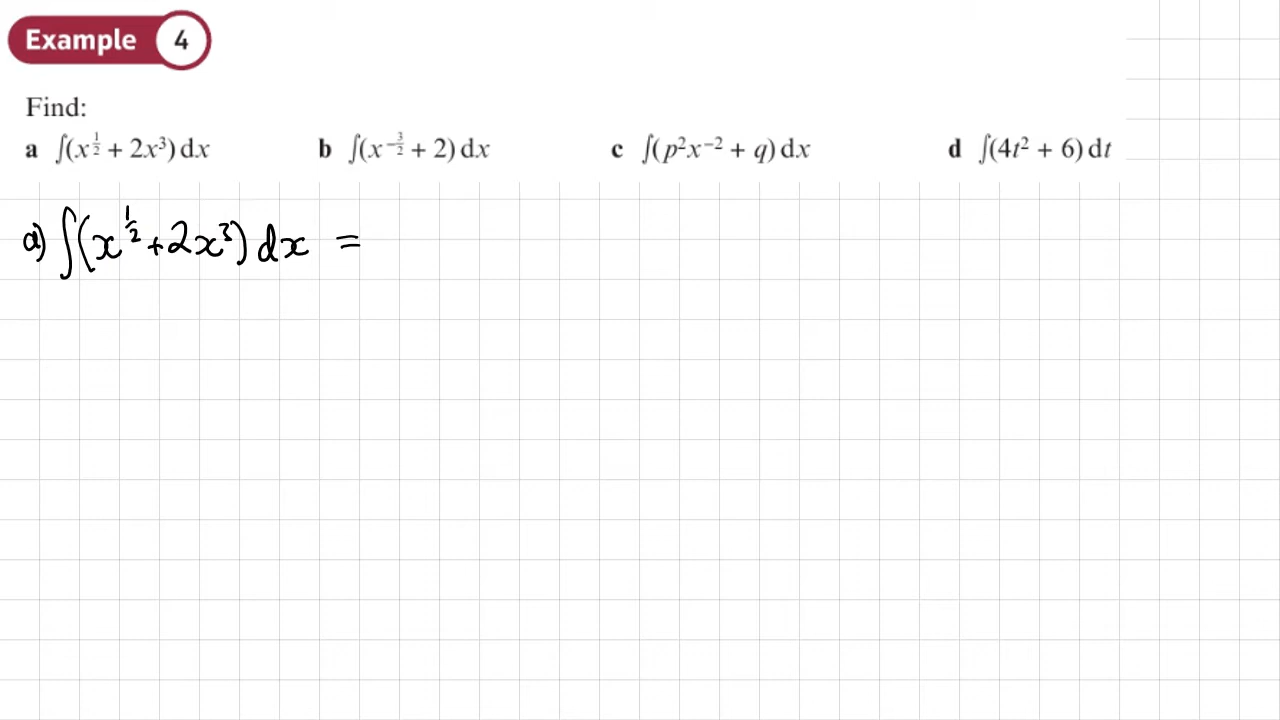 Example 4
Find:
a ∫(x^{1/2} + 2x³) dx b ∫(x^{-3/2} + 2) dx c ∫(p²x⁻² + q) dx d ∫(4t² + 6) dt
a) ∫(x^{1/2} + 2x³) dx =